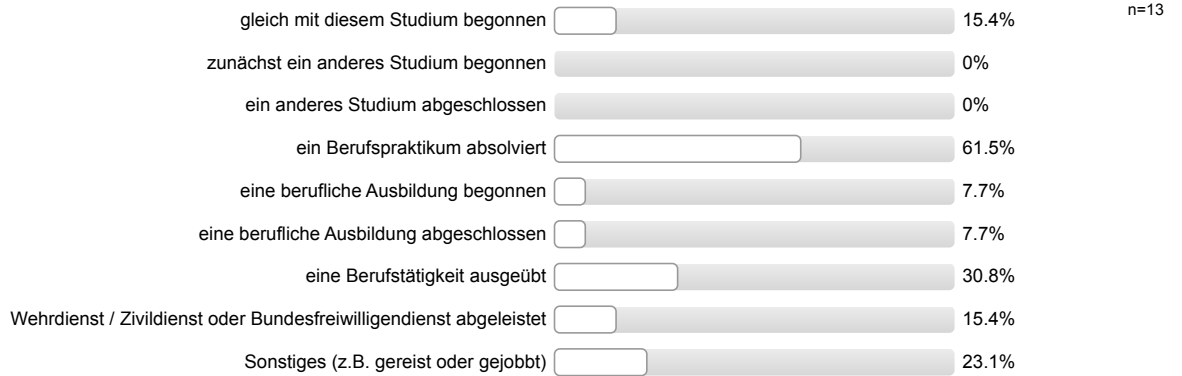 gleich mit diesem Studium begonnen 15.4% n=13
zunächst ein anderes Studium begonnen 0%
ein anderes Studium abgeschlossen 0%
ein Berufspraktikum absolviert 61.5%
eine berufliche Ausbildung begonnen 7.7%
eine berufliche Ausbildung abgeschlossen 7.7%
eine Berufstätigkeit ausgeübt 30.8%
Wehrdienst / Zivildienst oder Bundesfreiwilligendienst abgeleistet 15.4%
Sonstiges (z.B. gereist oder gejobbt) 23.1%